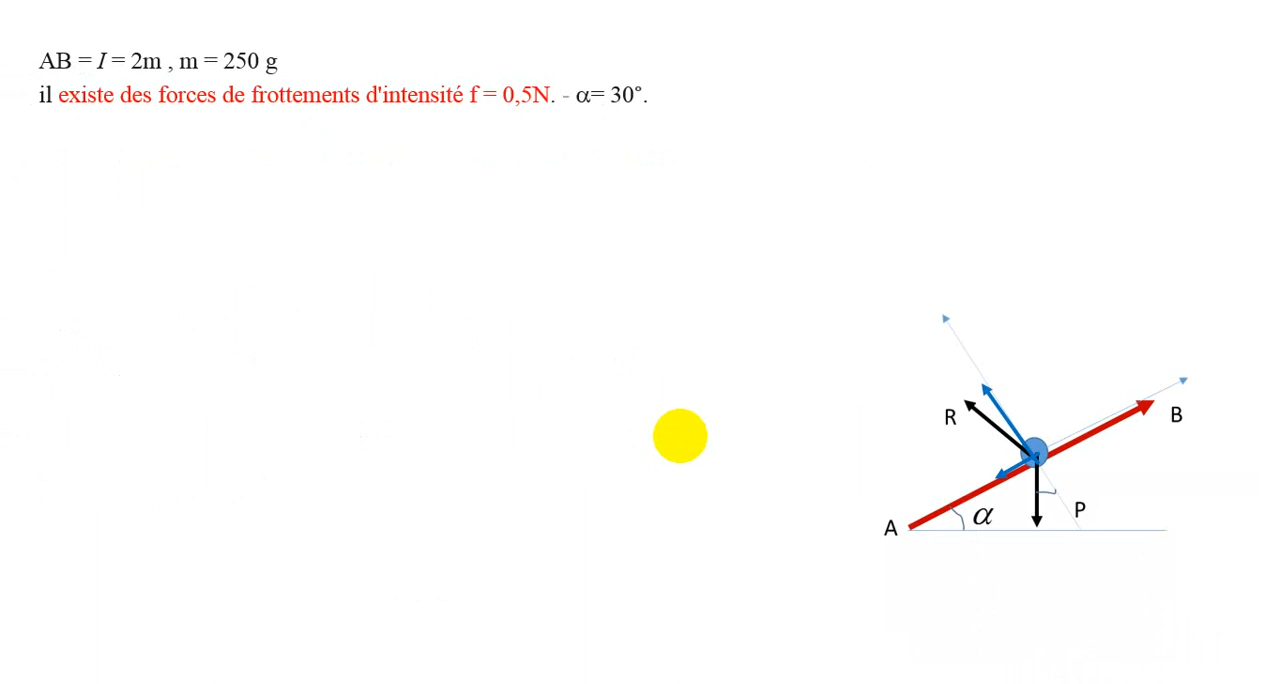 AB = I = 2m , m = 250 g
il existe des forces de frottements d'intensité f = 0,5N. - α= 30°.
R
B
P
α
A